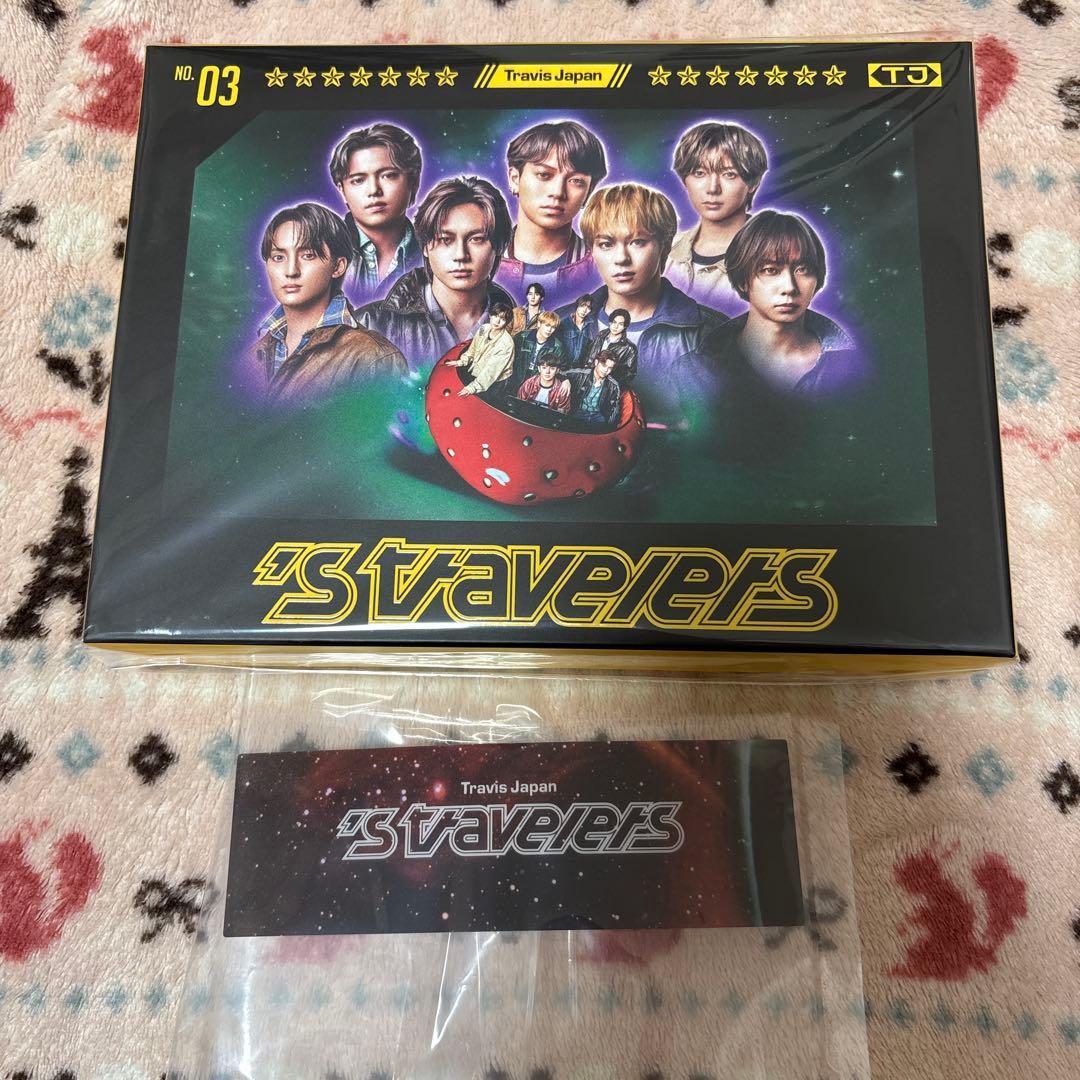 NO. 03 Travis Japan TJ
'S travelers
Travis Japan
'S travelers